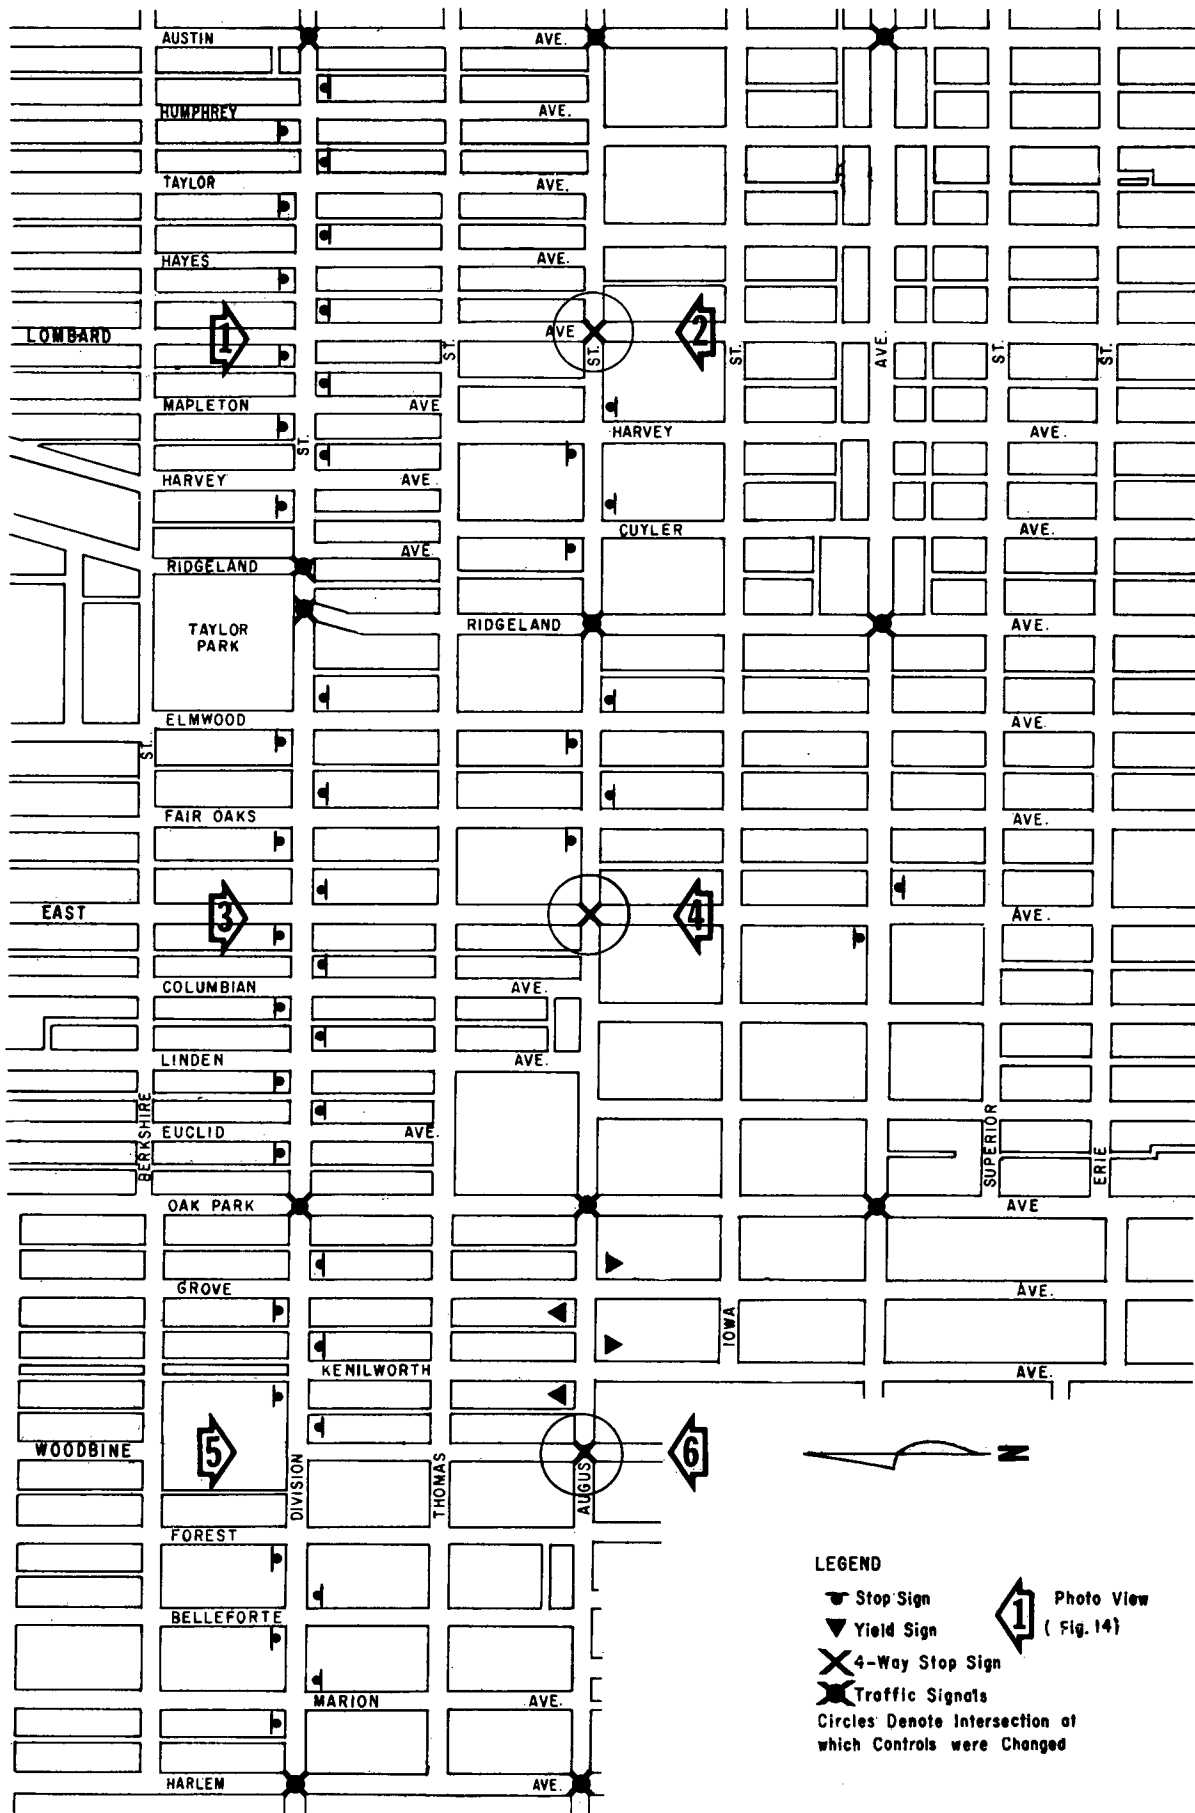 AUSTIN AVE.
HUMPHREY AVE.
TAYLOR AVE.
HAYES AVE.
LOMBARD 1 AVE 2
ST. ST. ST. AVE. ST. ST.
MAPLETON AVE
HARVEY AVE.
ST.
HARVEY AVE.
CUYLER AVE.
RIDGELAND AVE.
TAYLOR
PARK
RIDGELAND AVE.
ELMWOOD AVE.
ST.
FAIR OAKS AVE.
EAST 3 4 AVE.
COLUMBIAN AVE.
LINDEN AVE.
BERKSHIRE
EUCLID AVE.
SUPERIOR
ERIE
OAK PARK AVE
GROVE AVE.
IOWA
KENILWORTH AVE.
WOODBINE 5 6
N
DIVISION
THOMAS
AUGUS
FOREST
BELLEFORTE
MARION AVE.
HARLEM AVE.
LEGEND
Stop Sign
Yield Sign
4-Way Stop Sign
Traffic Signals
Circles Denote Intersection at
which Controls were Changed
1 Photo View
(Fig. 14)